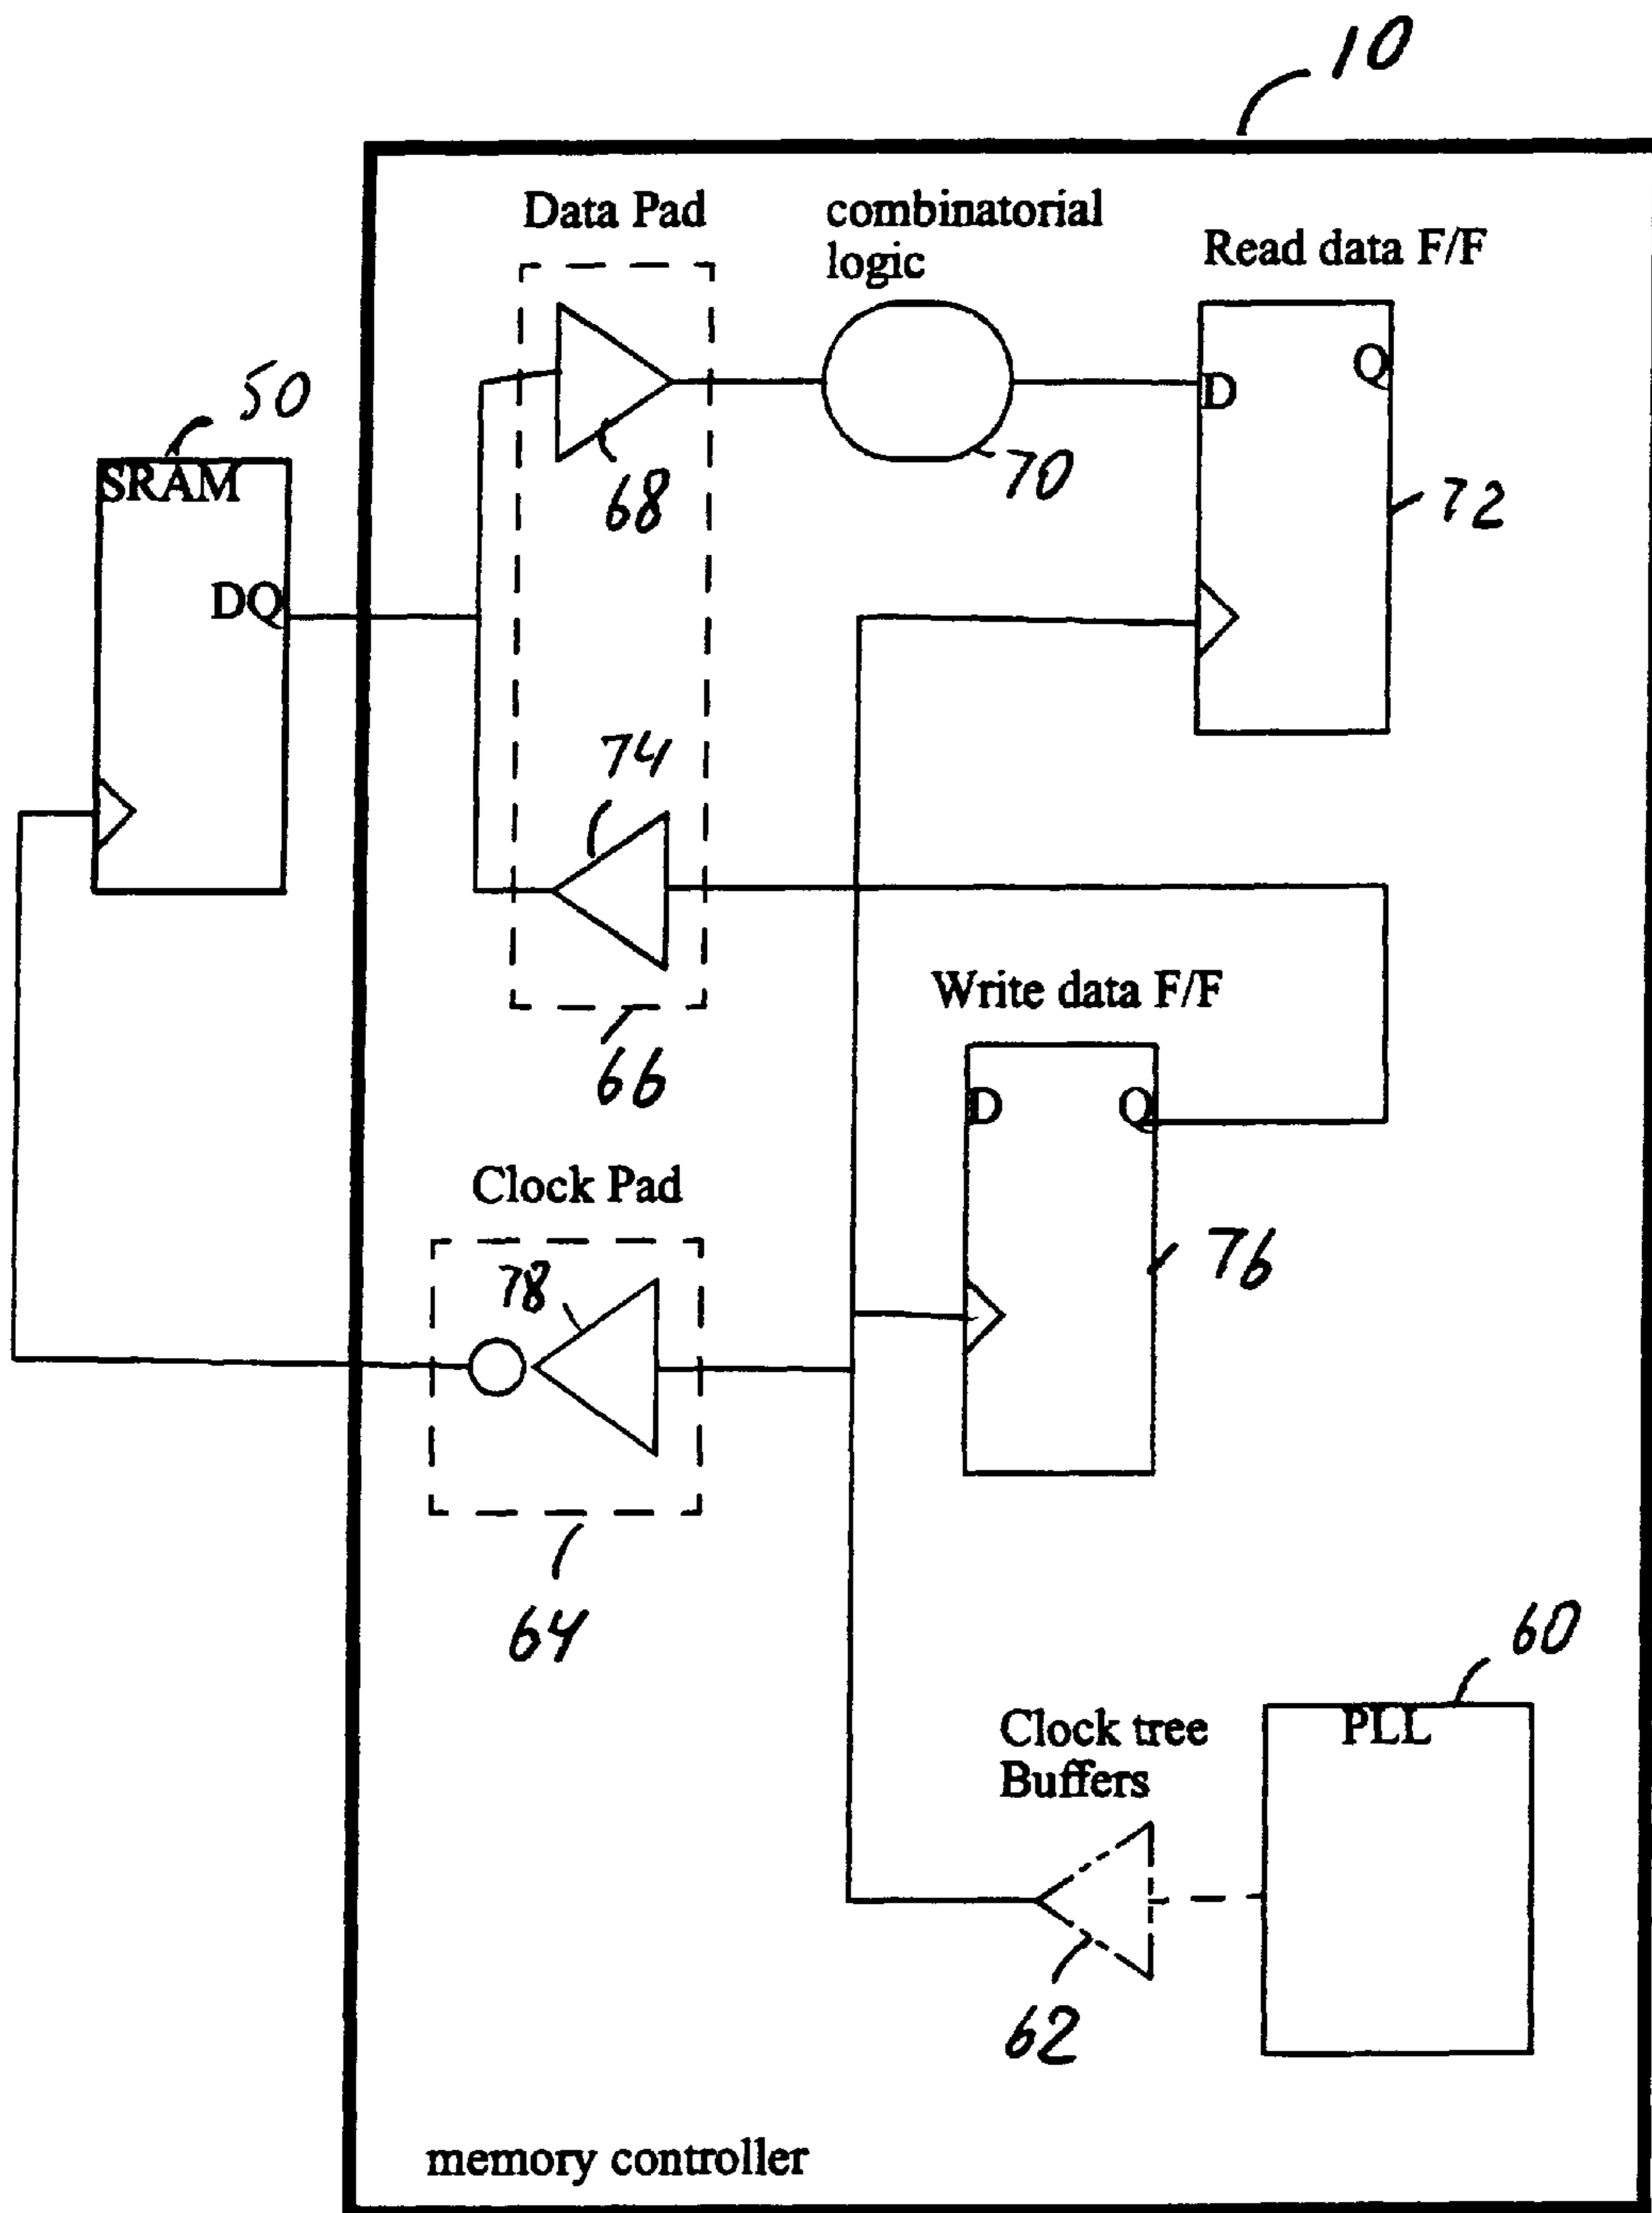 10
Data Pad
combinatorial
logic
Read data F/F
50
SRAM
DQ
D
Q
68
70
72
74
66
Write data F/F
D
Q
76
Clock Pad
78
64
60
Clock tree
Buffers
PLL
62
memory controller